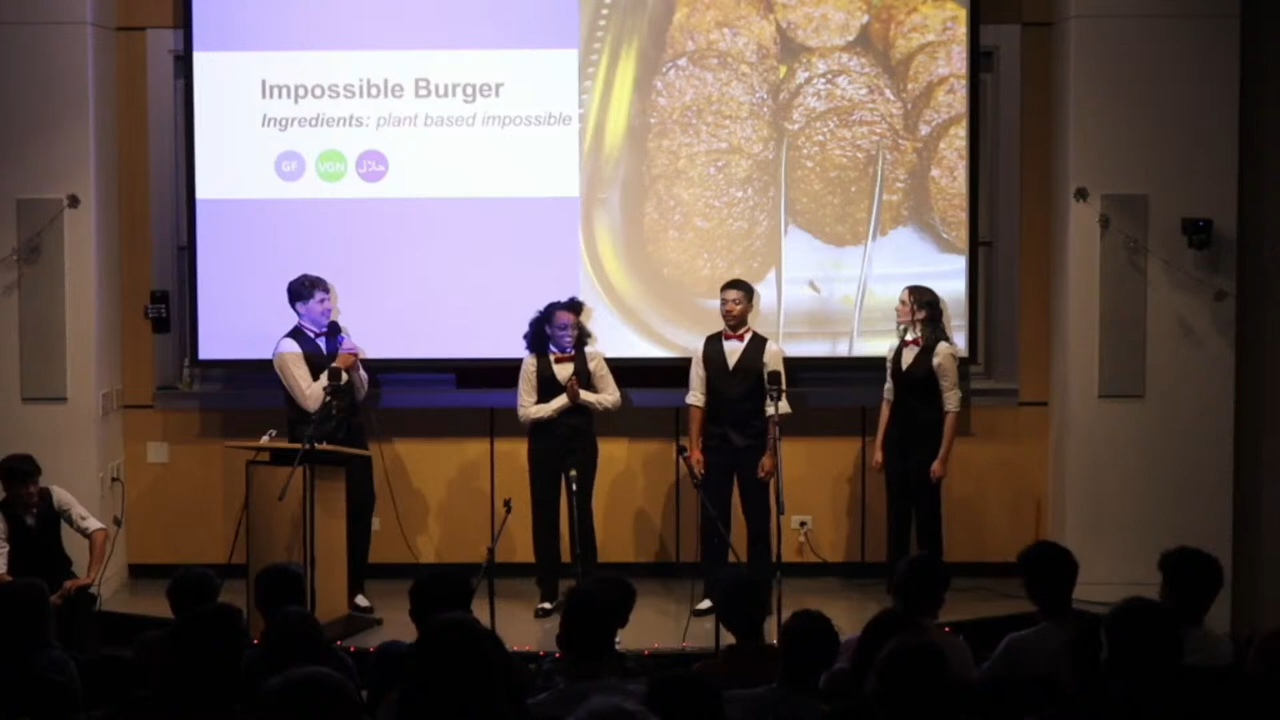 Impossible Burger
Ingredients: plant based impossible
GF VGN حلال